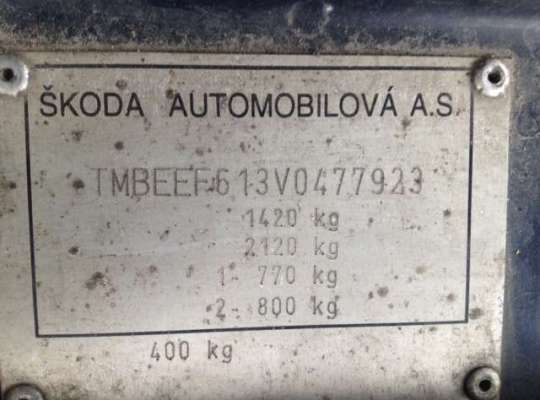 ŠKODA AUTOMOBILOVÁ A.S.
TMBEEF613V0477923
1420 kg
2120 kg
1- 770 kg
2- 800 kg
400 kg